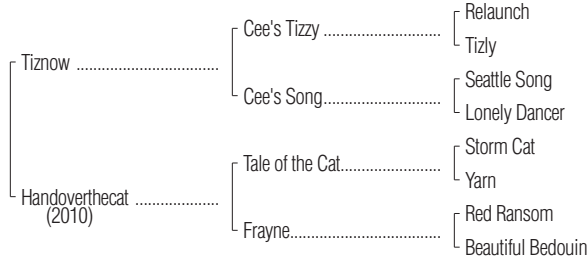 Relaunch
Cee's Tizzy ..............................
Tizly
Tiznow ....................................
Seattle Song
Cee's Song..............................
Lonely Dancer
Storm Cat
Tale of the Cat..........................
Yarn
Handoverthecat .....................
(2010)
Red Ransom
Frayne......................................
Beautiful Bedouin